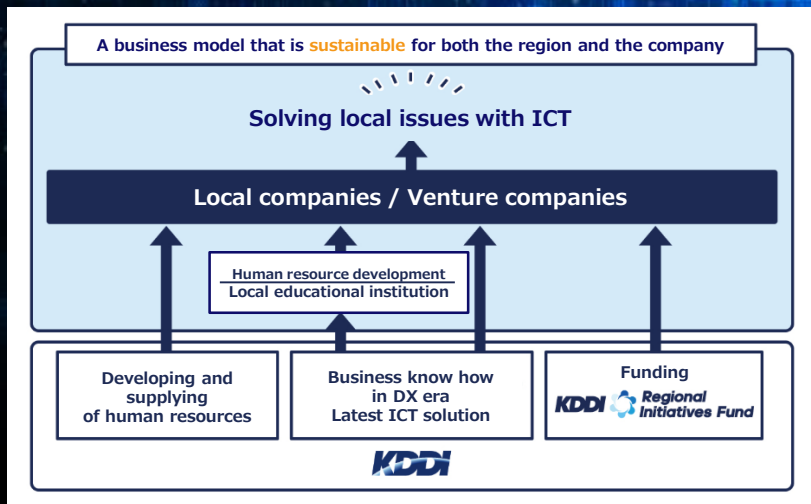 A business model that is sustainable for both the region and the company
Solving local issues with ICT
Local companies / Venture companies
Human resource development
Local educational institution
Developing and
supplying
of human resources
Business know how
in DX era
Latest ICT solution
Funding
KDDI Regional
Initiatives Fund
KDDI